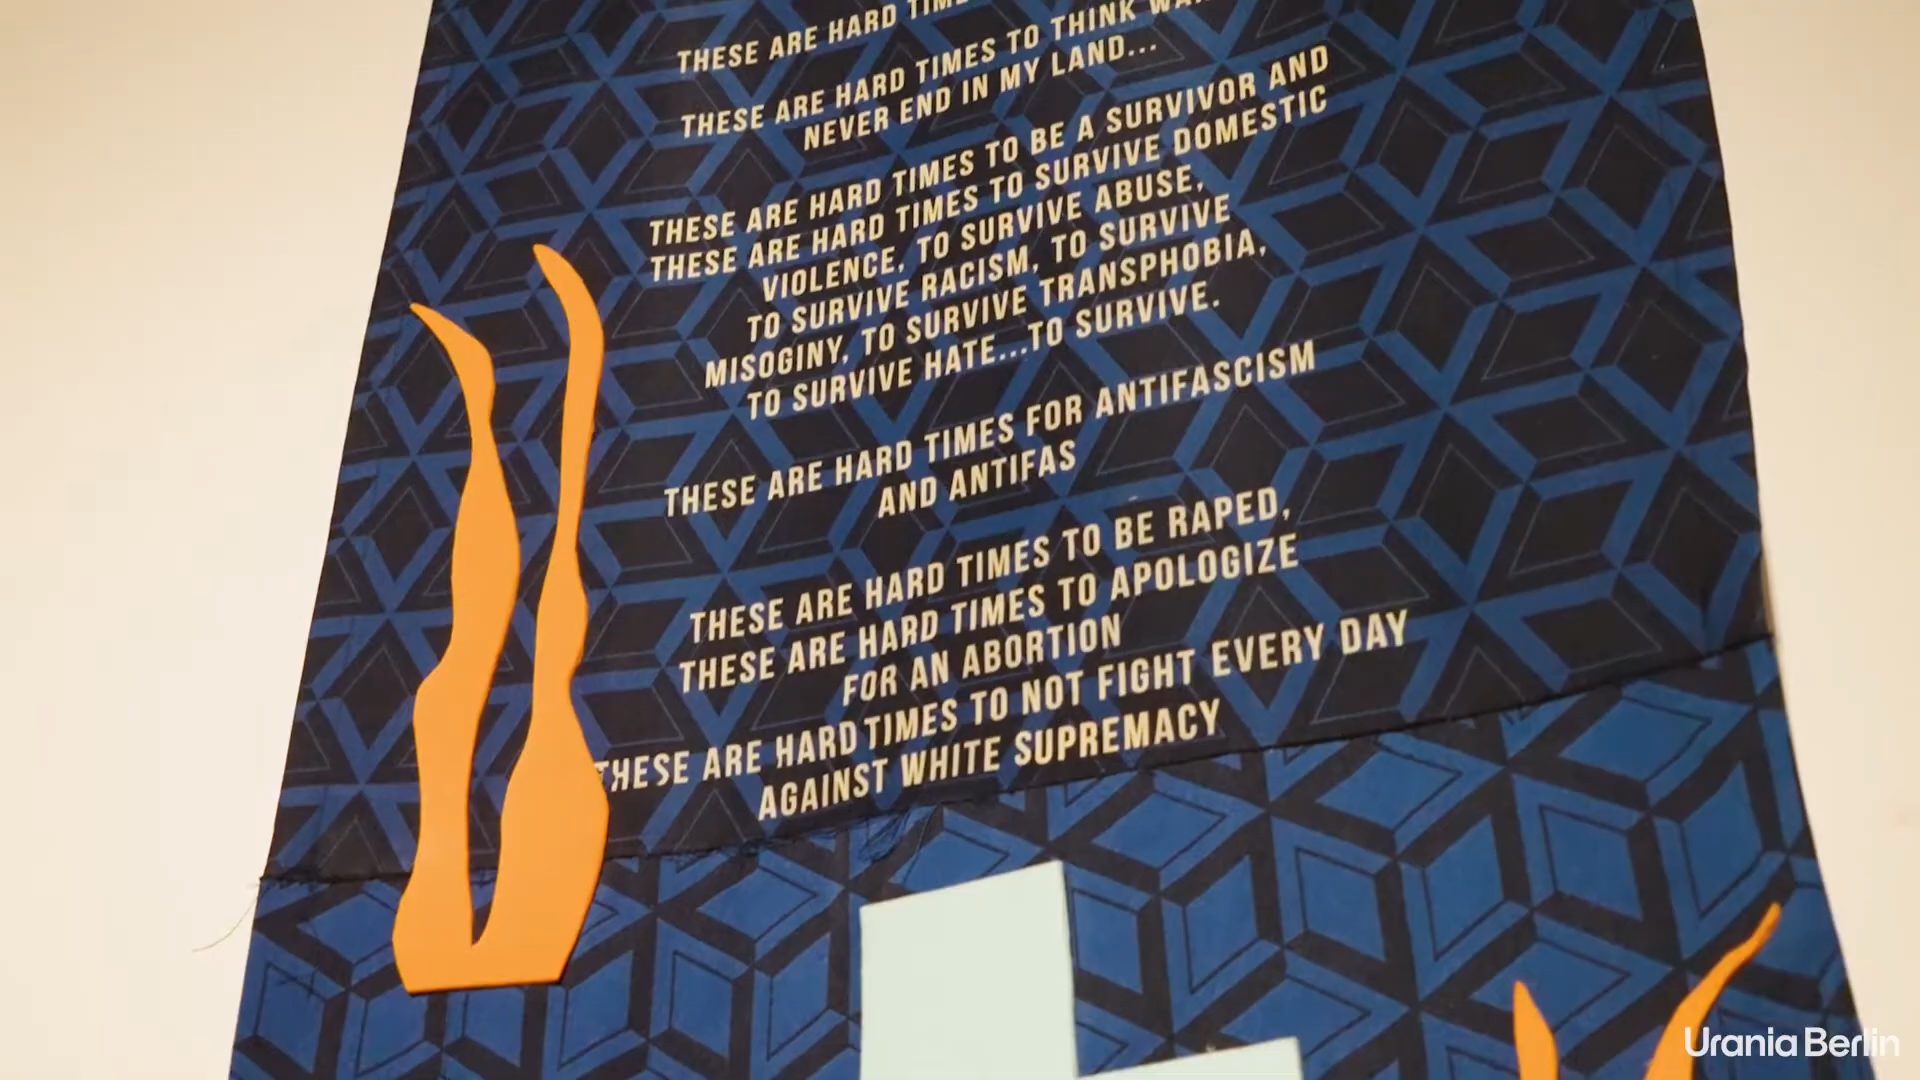 THESE ARE HARD
THESE ARE HARD TIMES TO THINK
NEVER END IN MY LAND...
THESE ARE HARD TIMES TO BE A SURVIVOR AND
THESE ARE HARD TIMES TO SURVIVE DOMESTIC
VIOLENCE, TO SURVIVE ABUSE,
TO SURVIVE RACISM, TO SURVIVE
MISOGINY, TO SURVIVE TRANSPHOBIA,
TO SURVIVE HATE...TO SURVIVE.
THESE ARE HARD TIMES FOR ANTIFASCISM
AND ANTIFAS
THESE ARE HARD TIMES TO BE RAPED,
THESE ARE HARD TIMES TO APOLOGIZE
FOR AN ABORTION
THESE ARE HARD TIMES TO NOT FIGHT EVERY DAY
AGAINST WHITE SUPREMACY
Urania Berlin